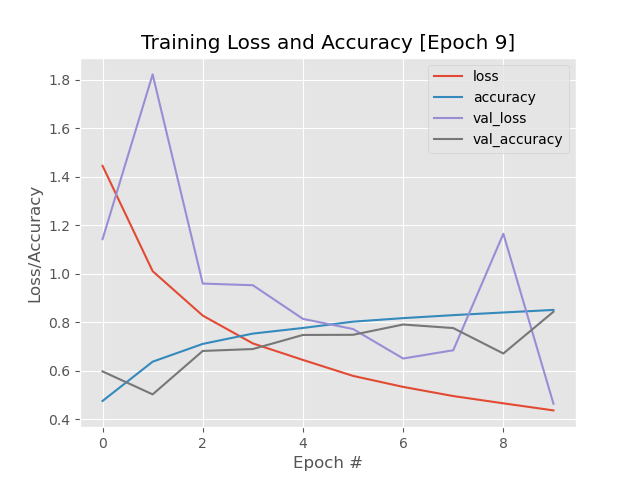 Training Loss and Accuracy [Epoch 9]
loss
accuracy
val_loss
val_accuracy
Loss/Accuracy
1.8
1.6
1.4
1.2
1.0
0.8
0.6
0.4
0 2 4 6 8
Epoch #